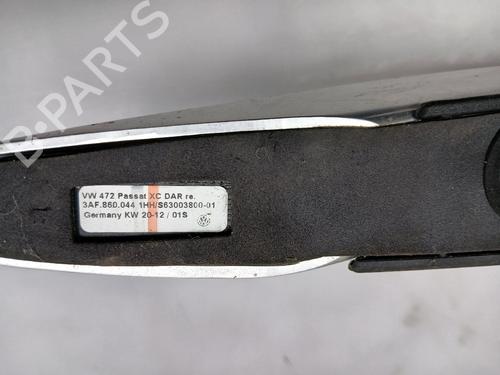 B-PARTS
VW 472 Passat XC DAR re.
3AF.860.044 1HH/S63003800-01
Germany KW 20-12 / 01S